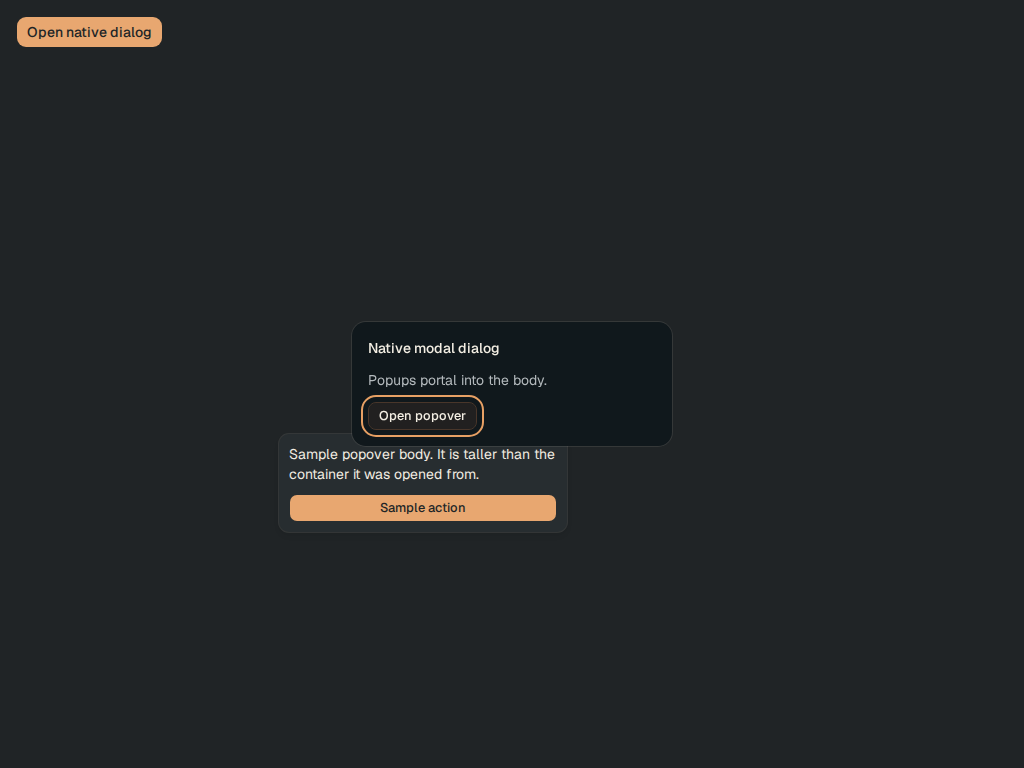 Open native dialog
Native modal dialog
Popups portal into the body.
Open popover
Sample popover body. It is taller than the
container it was opened from.
Sample action